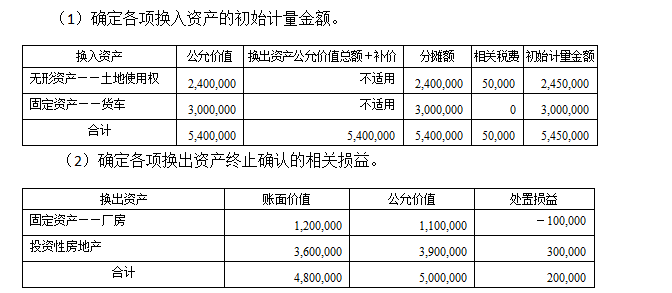 （1）确定各项换入资产的初始计量金额。
换入资产 公允价值 换出资产公允价值总额＋补价 分摊额 相关税费 初始计量金额
无形资产－－土地使用权 2,400,000 不适用 2,400,000 50,000 2,450,000
固定资产－－货车 3,000,000 不适用 3,000,000 0 3,000,000
合计 5,400,000 5,400,000 5,400,000 50,000 5,450,000
（2）确定各项换出资产终止确认的相关损益。
换出资产 账面价值 公允价值 处置损益
固定资产－－厂房 1,200,000 1,100,000 －100,000
投资性房地产 3,600,000 3,900,000 300,000
合计 4,800,000 5,000,000 200,000